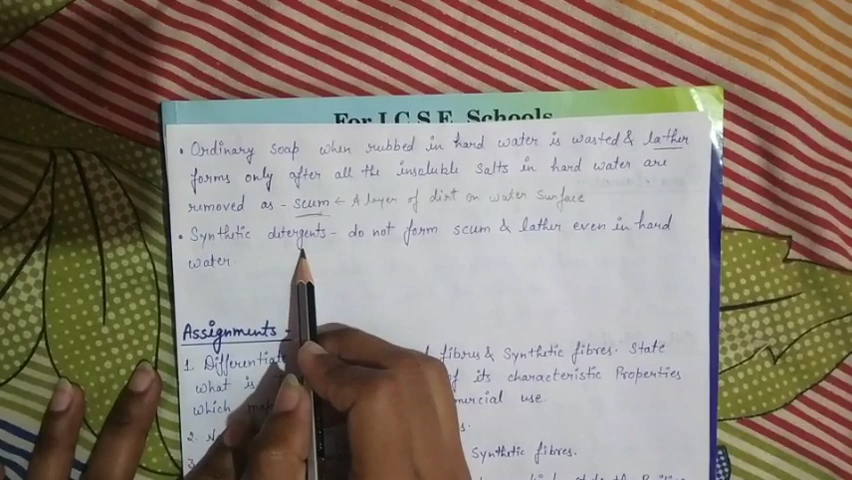 For I.C.S.E. Schools
• Ordinary soap when rubbed in hard water is wasted & lather
forms only after all the insoluble salts in hard water are
removed as - scum ← A layer of dirt on water surface
• Synthetic detergents - do not form scum & lather even in hard
water
Assignments -
1. Differentiate fibres & Synthetic fibres. State
what is of its characteristic Properties
which use.
2.
3. Synthetic fibres.